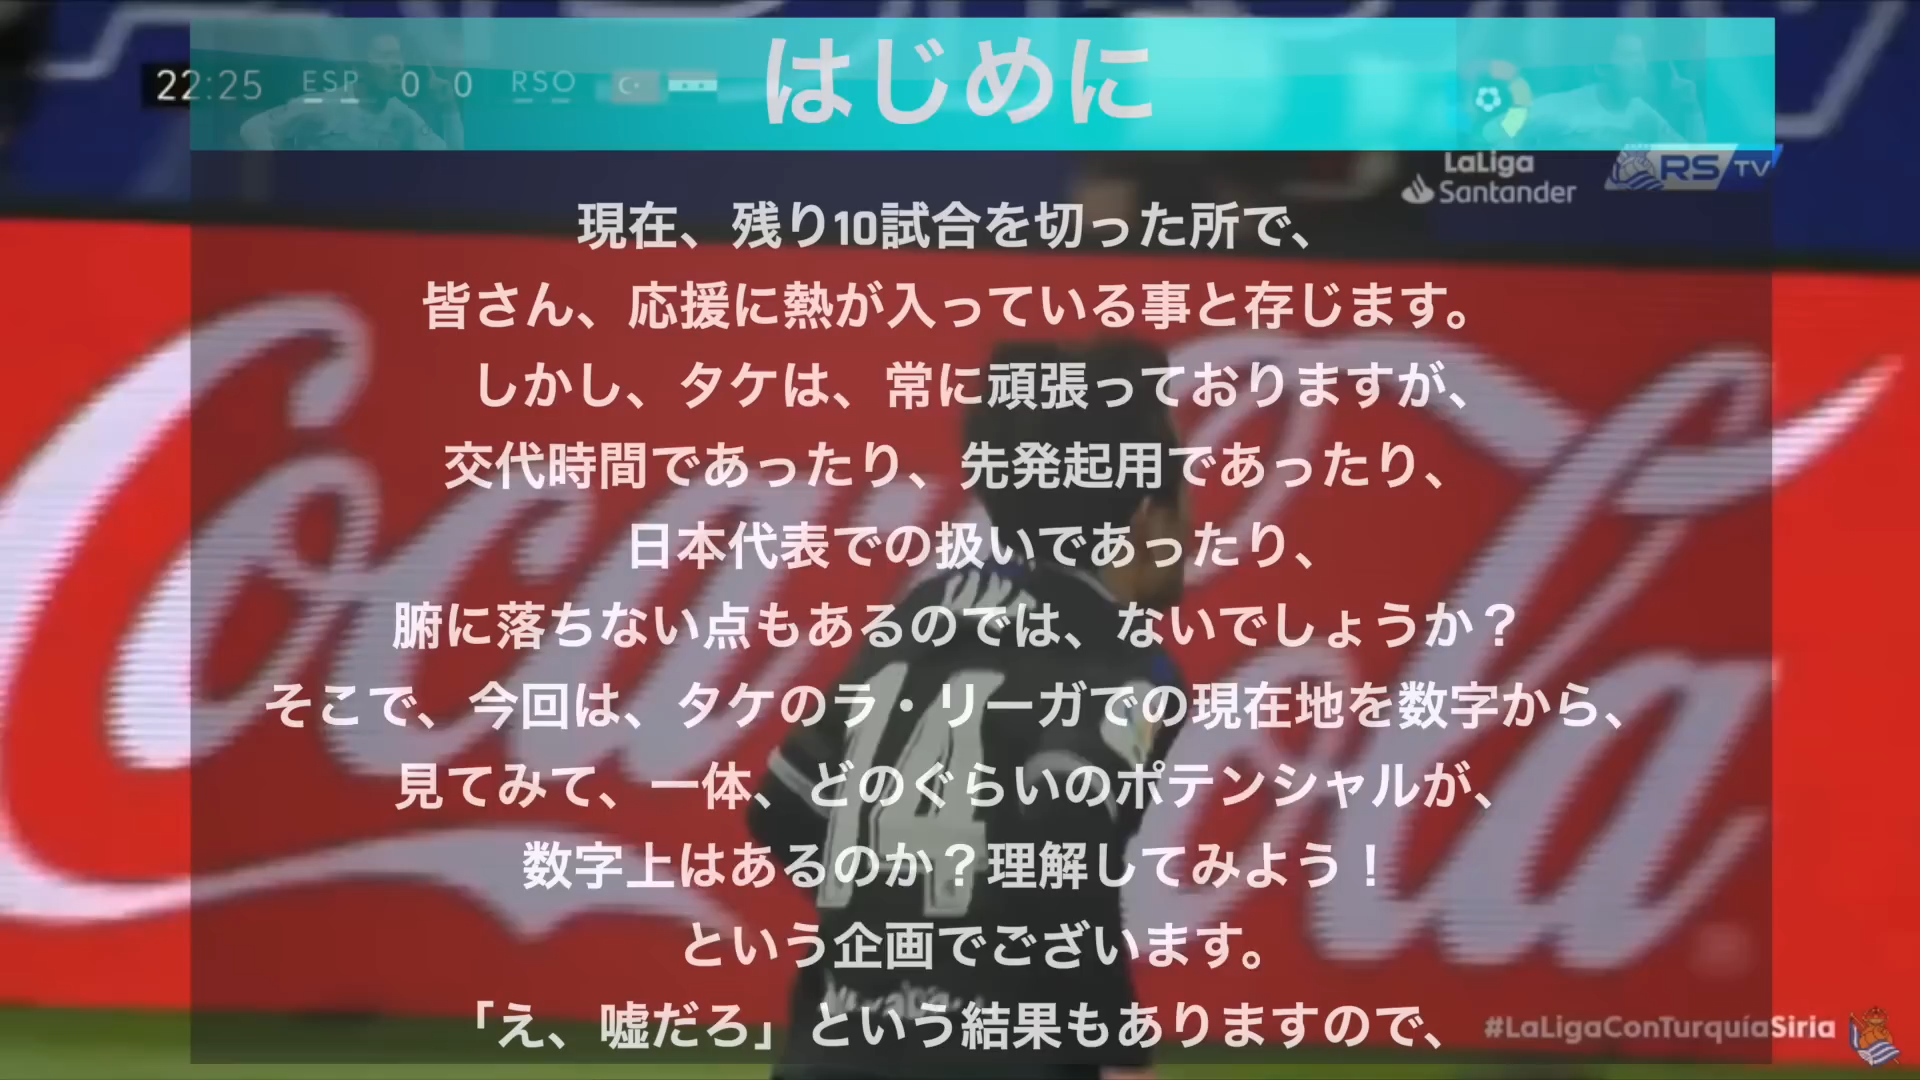 はじめに
22:25 ESP 0 0 RSO
LaLiga
Santander
RS TV
現在、残り10試合を切った所で、
皆さん、応援に熱が入っている事と存じます。
しかし、タケは、常に頑張っておりますが、
交代時間であったり、先発起用であったり、
日本代表での扱いであったり、
腑に落ちない点もあるのでは、ないでしょうか？
そこで、今回は、タケのラ・リーガでの現在地を数字から、
見てみて、一体、どのぐらいのポテンシャルが、
数字上はあるのか？理解してみよう！
という企画でございます。
「え、嘘だろ」という結果もありますので、
Coca Cola
14
#LaLigaConTurquíaSiria